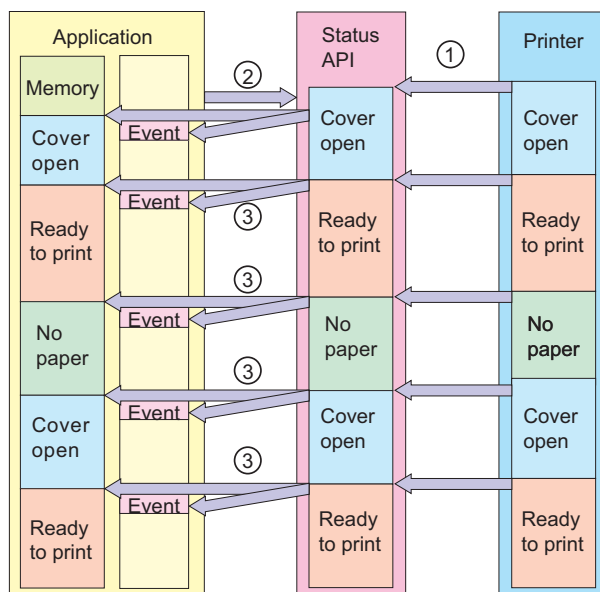 Application
Memory
Cover
open
Ready
to print
No
paper
Cover
open
Ready
to print
Event
Event
Event
Event
Event
②
③
③
③
③
Status
API
Cover
open
Ready
to print
No
paper
Cover
open
Ready
to print
①
Printer
Cover
open
Ready
to print
No
paper
Cover
open
Ready
to print